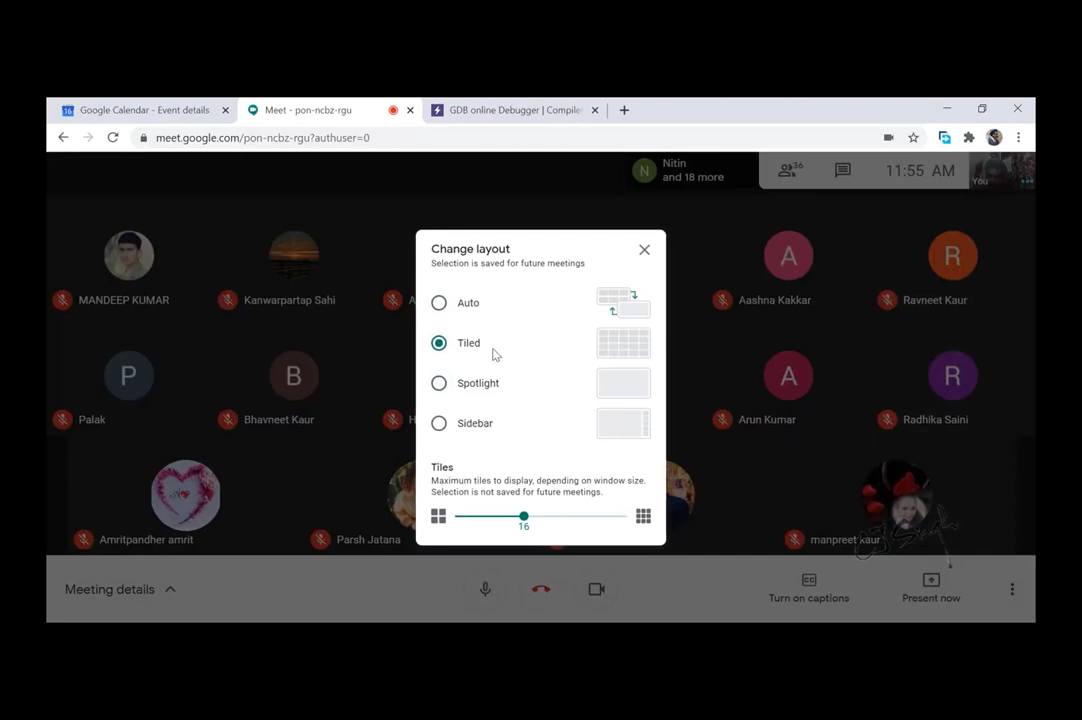 Google Calendar - Event details
Meet - pon-ncbz-rgu
GDB online Debugger | Compiler
meet.google.com/pon-ncbz-rgu?authuser=0
N
Nitin
and 18 more
36
11:55 AM
You
MANDEEP KUMAR
Kanwarpartap Sahi
A
A
Aashna Kakkar
R
Ravneet Kaur
P
Palak
B
Bhavneet Kaur
H
A
Arun Kumar
R
Radhika Saini
Amritpandher amrit
Parsh Jatana
manpreet kaur
Change layout
Selection is saved for future meetings
Auto
Tiled
Spotlight
Sidebar
Tiles
Maximum tiles to display, depending on window size.
Selection is not saved for future meetings.
16
Meeting details
CC
Turn on captions
Present now